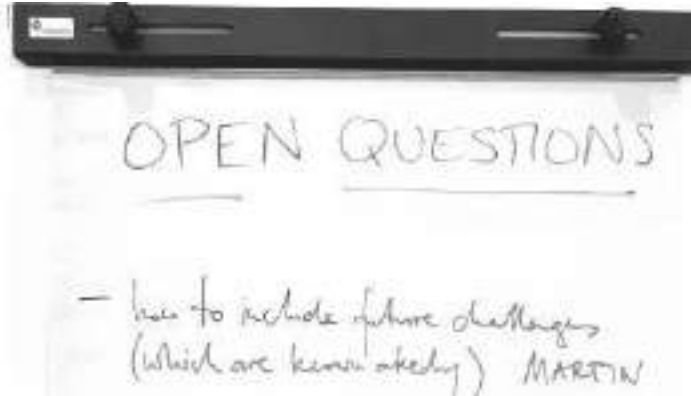 OPEN QUESTIONS
- how to include future challenges
(which are known already) MARTIN